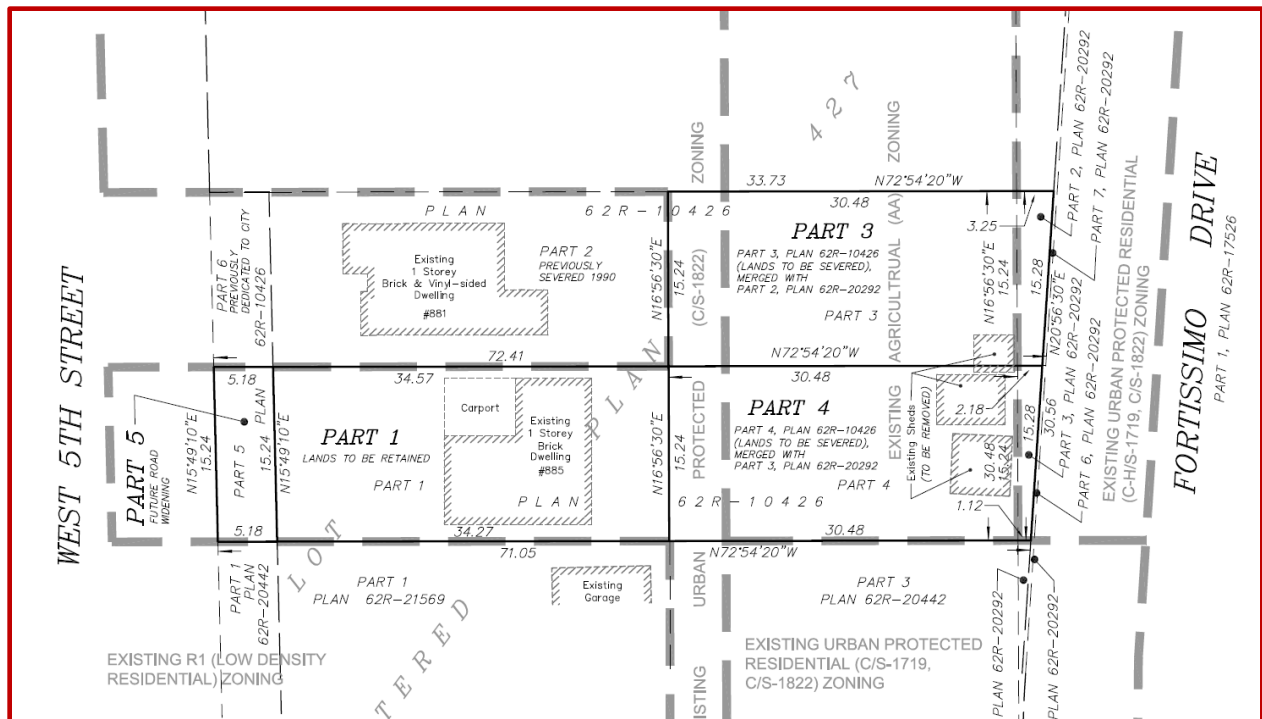 WEST 5TH STREET
PART 6
PREVIOUSLY
DEDICATED TO CITY
62R-10426
PLAN
62R-10426
Existing
1 Storey
Brick & Vinyl-sided
Dwelling
#881
PART 2
PREVIOUSLY
SEVERED 1990
N16°56'30"E
15.24
(C/S-1822)
ZONING
427
33.73
N72°54'20"W
30.48
PART 3
PART 3, PLAN 62R-10426
(LANDS TO BE SEVERED),
MERGED WITH
PART 2, PLAN 62R-20292
PART 3
EXISTING AGRICULTRUAL (AA) ZONING
N16°56'30"E
15.24
3.25
15.28
N20°56'30"E
PART 2, PLAN 62R-20292
PART 7, PLAN 62R-20292
FORTISSIMO DRIVE
PART 1, PLAN 62R-17526
EXISTING URBAN PROTECTED RESIDENTIAL
(C-H/S-1719, C/S-1822) ZONING
72.41
N72°54'20"W
5.18
34.57
30.48
PART 5
FUTURE ROAD
WIDENING
N15°49'10"E
15.24
PART 5
PLAN
15.24
N15°49'10"E
PART 1
LANDS TO BE RETAINED
PART 1
Carport
Existing
1 Storey
Brick
Dwelling
#885
PLAN
PLAN
62R-10426
N16°56'30"E
15.24
PROTECTED
PART 4
PART 4, PLAN 62R-10426
(LANDS TO BE SEVERED),
MERGED WITH
PART 3, PLAN 62R-20292
PART 4
Existing Sheds
(TO BE REMOVED)
2.18
30.48
15.24
1.12
15.28
30.56
PART 3, PLAN 62R-20292
PART 6, PLAN 62R-20292
5.18
34.27
30.48
71.05
N72°54'20"W
PART 1
PLAN
62R-20442
LOT
PART 1
PLAN 62R-21569
Existing
Garage
TERED
URBAN
ISTING
PART 3
PLAN 62R-20442
EXISTING R1 (LOW DENSITY
RESIDENTIAL) ZONING
EXISTING URBAN PROTECTED
RESIDENTIAL (C/S-1719,
C/S-1822) ZONING
PLAN 62R-20292
PLAN 62R-20292